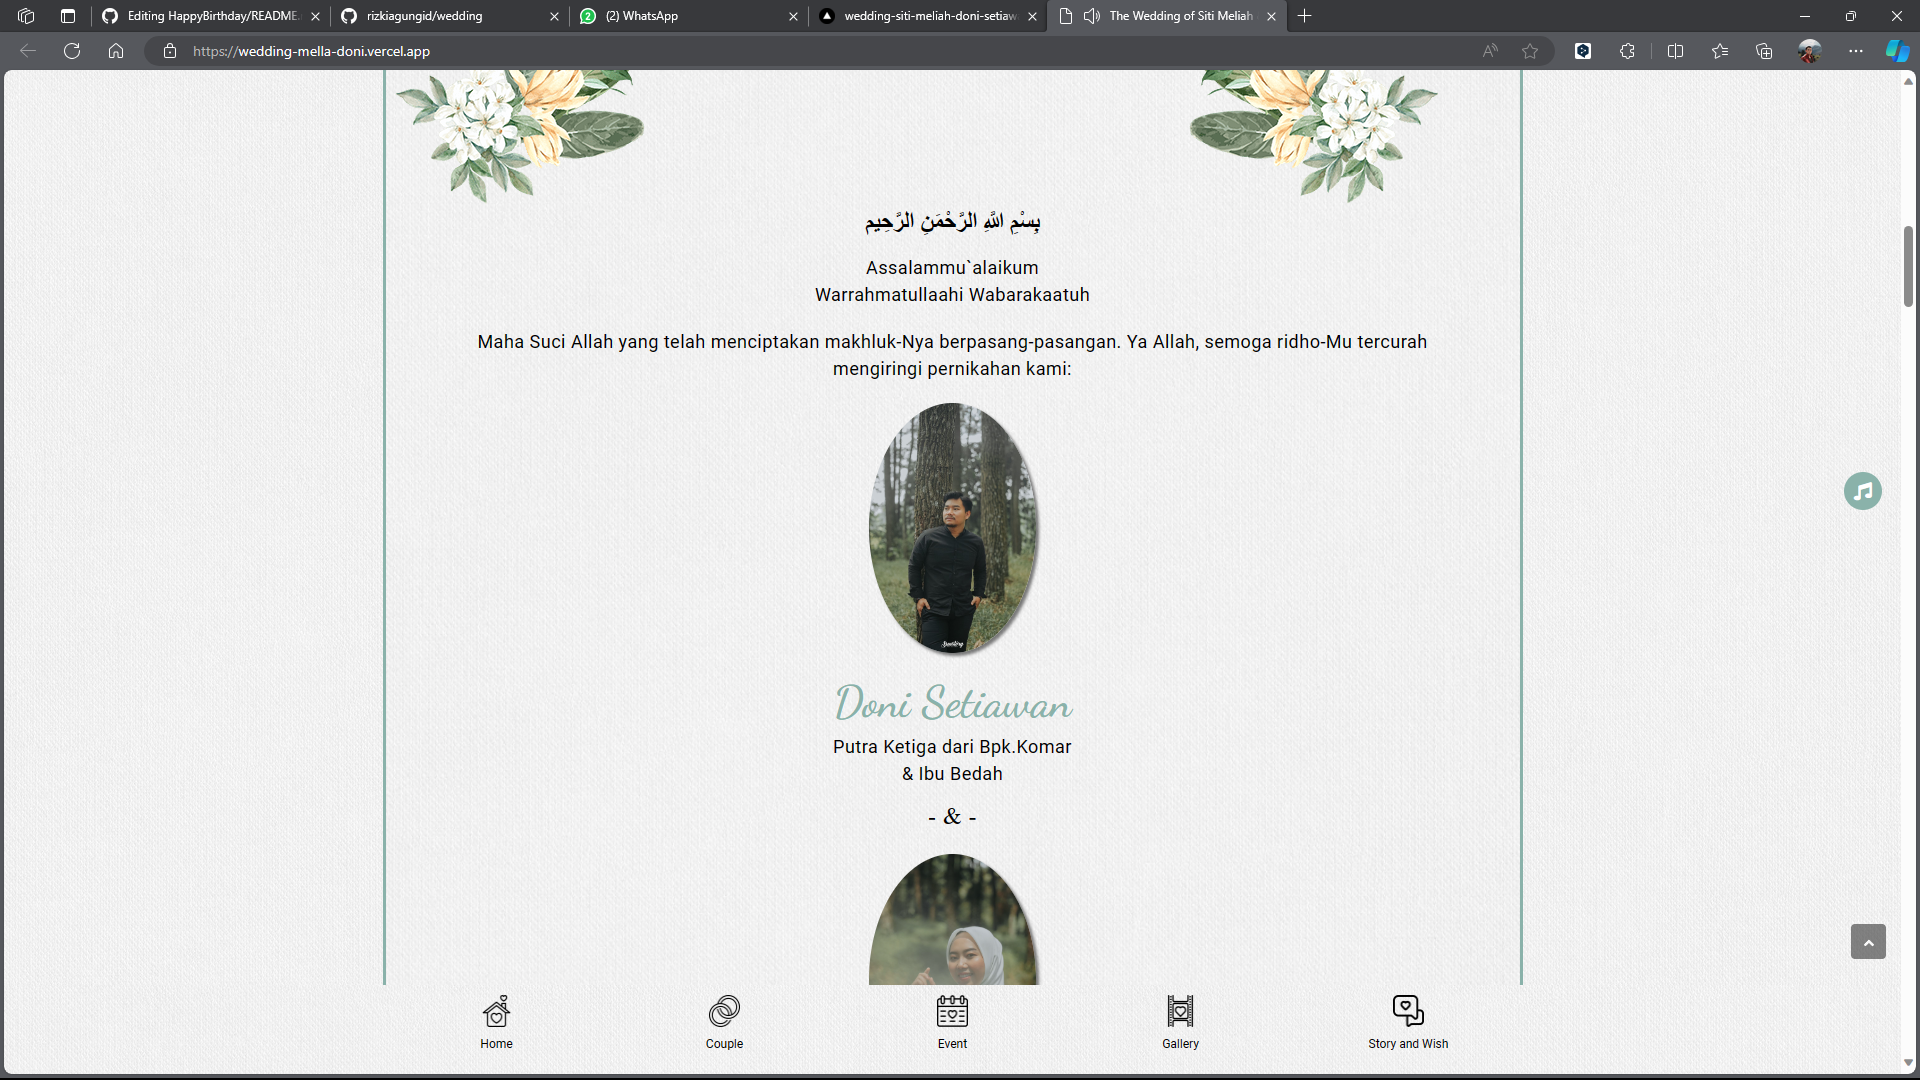 Editing HappyBirthday/README.
rizkiagungid/wedding
(2) WhatsApp
wedding-siti-meliah-doni-setiaw
The Wedding of Siti Meliah
https://wedding-mella-doni.vercel.app
بِسْمِ اللَّهِ الرَّحْمَنِ الرَّحِيم
Assalammu`alaikum
Warrahmatullaahi Wabarakaatuh
Maha Suci Allah yang telah menciptakan makhluk-Nya berpasang-pasangan. Ya Allah, semoga ridho-Mu tercurah
mengiringi pernikahan kami:
Doni Setiawan
Putra Ketiga dari Bpk.Komar
& Ibu Bedah
- & -
Home
Couple
Event
Gallery
Story and Wish